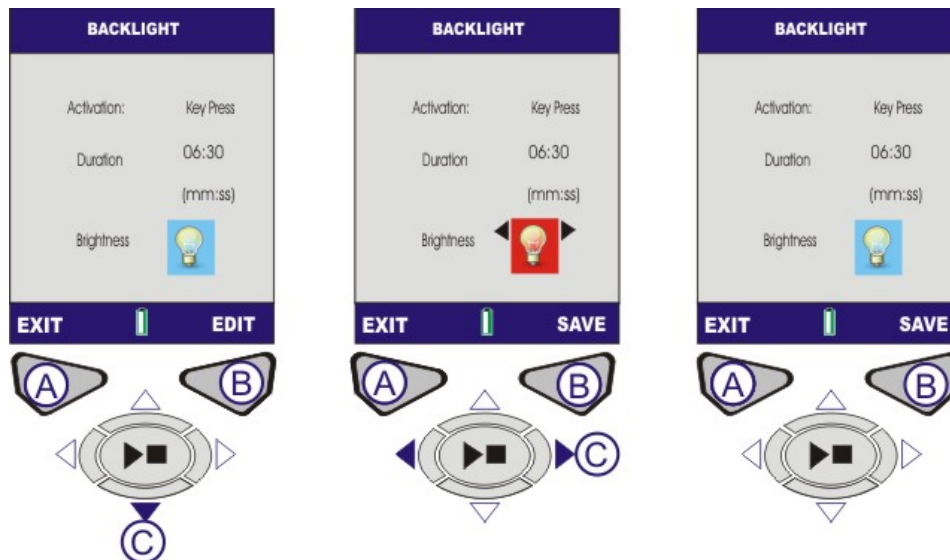 BACKLIGHT
Activation: Key Press
Duration 06:30
(mm:ss)
Brightness
EXIT EDIT
A B
C
BACKLIGHT
Activation: Key Press
Duration 06:30
(mm:ss)
Brightness
EXIT SAVE
A B
C
BACKLIGHT
Activation: Key Press
Duration 06:30
(mm:ss)
Brightness
EXIT SAVE
A B